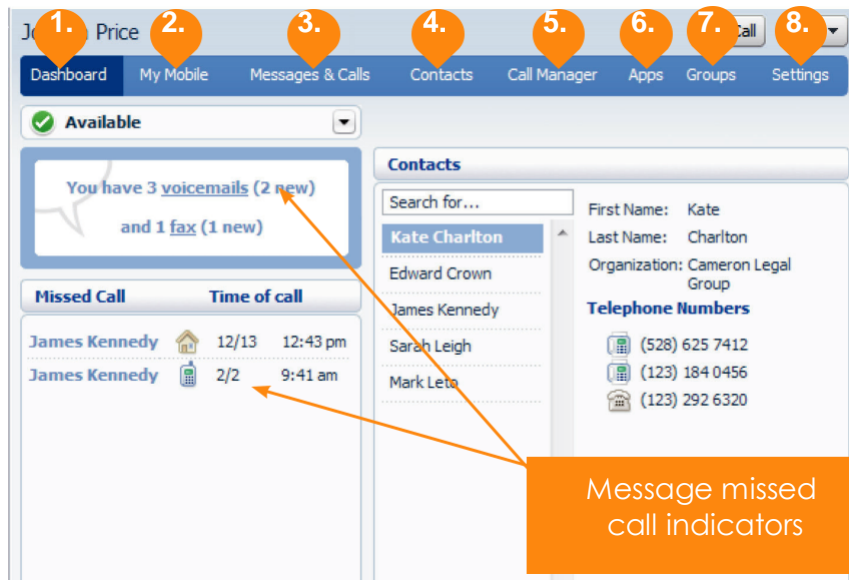 1. 2. 3. 4. 5. 6. 7. 8.
Price
Dashboard My Mobile Messages & Calls Contacts Call Manager Apps Groups Settings
Available
You have 3 voicemails (2 new)
and 1 fax (1 new)
Missed Call Time of call
James Kennedy 12/13 12:43 pm
James Kennedy 2/2 9:41 am
Contacts
Search for...
Kate Charlton
Edward Crown
James Kennedy
Sarah Leigh
Mark Leto
First Name: Kate
Last Name: Charlton
Organization: Cameron Legal
Group
Telephone Numbers
(528) 625 7412
(123) 184 0456
(123) 292 6320
Message missed
call indicators